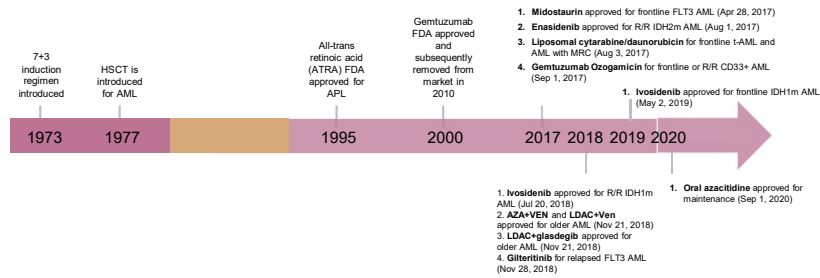 7+3
induction
regimen
introduced
HSCT is
introduced
for AML
All-trans
retinoic acid
(ATRA) FDA
approved for
APL
Gemtuzumab
FDA approved
and
subsequently
removed from
market in
2010
1. Midostaurin approved for frontline FLT3 AML (Apr 28, 2017)
2. Enasidenib approved for R/R IDH2m AML (Aug 1, 2017)
3. Liposomal cytarabine/daunorubicin for frontline t-AML and
AML with MRC (Aug 3, 2017)
4. Gemtuzumab Ozogamicin for frontline or R/R CD33+ AML
(Sep 1, 2017)
1. Ivosidenib approved for frontline IDH1m AML
(May 2, 2019)
1973 1977 1995 2000 2017 2018 2019 2020
1. Ivosidenib approved for R/R IDH1m
AML (Jul 20, 2018)
2. AZA+VEN and LDAC+Ven
approved for older AML (Nov 21, 2018)
3. LDAC+glasdegib approved for
older AML (Nov 21, 2018)
4. Gilteritinib for relapsed FLT3 AML
(Nov 28, 2018)
1. Oral azacitidine approved for
maintenance (Sep 1, 2020)